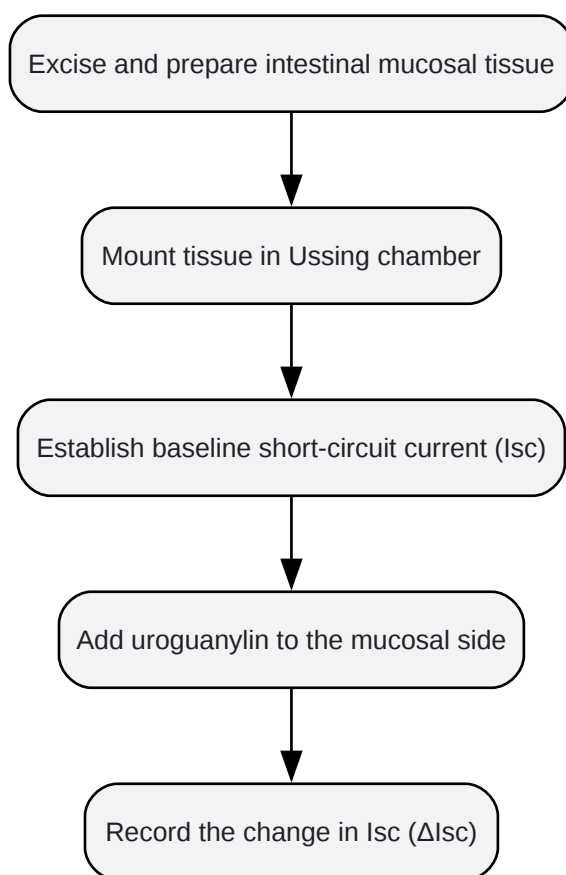 Excise and prepare intestinal mucosal tissue
Mount tissue in Ussing chamber
Establish baseline short-circuit current (Isc)
Add uroguanylin to the mucosal side
Record the change in Isc (ΔIsc)